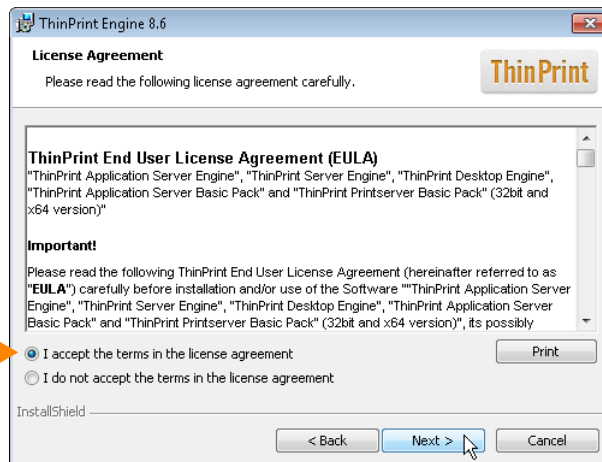 ThinPrint Engine 8.6
License Agreement
Please read the following license agreement carefully.
ThinPrint
ThinPrint End User License Agreement (EULA)
"ThinPrint Application Server Engine", "ThinPrint Server Engine", "ThinPrint Desktop Engine",
"ThinPrint Application Server Basic Pack" and "ThinPrint Printserver Basic Pack" (32bit and
x64 version)"
Important!
Please read the following ThinPrint End User License Agreement (hereinafter referred to as
"EULA") carefully before installation and/or use of the Software ""ThinPrint Application Server
Engine", "ThinPrint Server Engine", "ThinPrint Desktop Engine", "ThinPrint Application Server
Basic Pack" and "ThinPrint Printserver Basic Pack" (32bit and x64 version)", its possibly
I accept the terms in the license agreement
Print
I do not accept the terms in the license agreement
InstallShield
< Back
Next >
Cancel